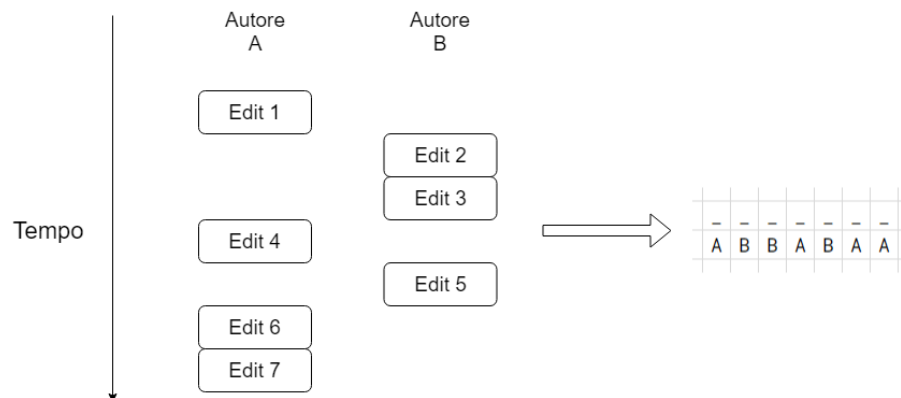 Autore
A
Autore
B
Edit 1
Edit 2
Edit 3
Tempo
Edit 4
Edit 5
Edit 6
Edit 7
_ _ _ _ _ _ _
A B B A B A A